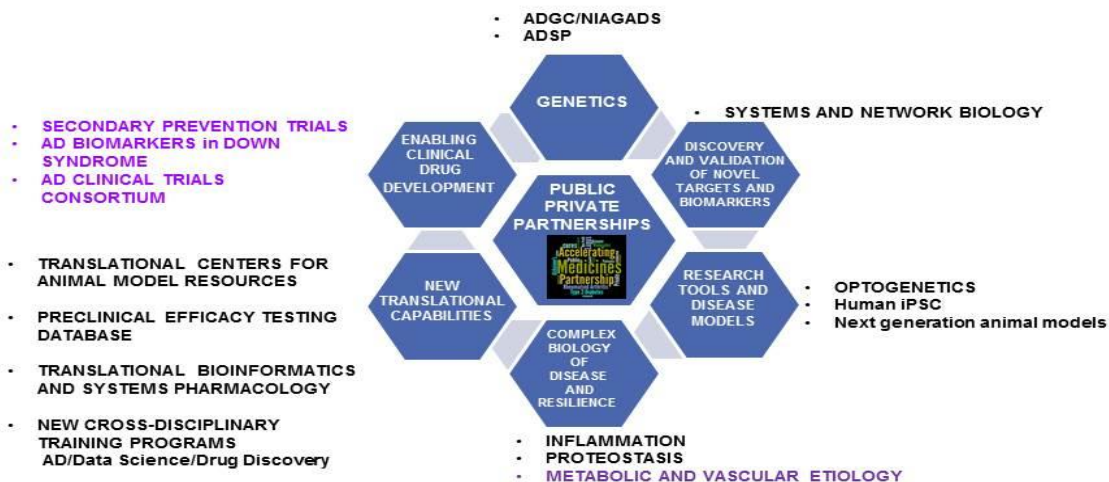 • ADGC/NIAGADS
• ADSP
GENETICS
• SYSTEMS AND NETWORK BIOLOGY
• SECONDARY PREVENTION TRIALS
• AD BIOMARKERS in DOWN
SYNDROME
• AD CLINICAL TRIALS
CONSORTIUM
ENABLING
CLINICAL
DRUG
DEVELOPMENT
DISCOVERY
AND VALIDATION
OF NOVEL
TARGETS AND
BIOMARKERS
PUBLIC
PRIVATE
PARTNERSHIPS
Accelerating
Medicines
Partnership
Type 2 Diabetes
• TRANSLATIONAL CENTERS FOR
ANIMAL MODEL RESOURCES
• PRECLINICAL EFFICACY TESTING
DATABASE
• TRANSLATIONAL BIOINFORMATICS
AND SYSTEMS PHARMACOLOGY
• NEW CROSS-DISCIPLINARY
TRAINING PROGRAMS
AD/Data Science/Drug Discovery
NEW
TRANSLATIONAL
CAPABILITIES
RESEARCH
TOOLS AND
DISEASE
MODELS
• OPTOGENETICS
• Human iPSC
• Next generation animal models
COMPLEX
BIOLOGY
OF
DISEASE
AND
RESILIENCE
• INFLAMMATION
• PROTEOSTASIS
• METABOLIC AND VASCULAR ETIOLOGY